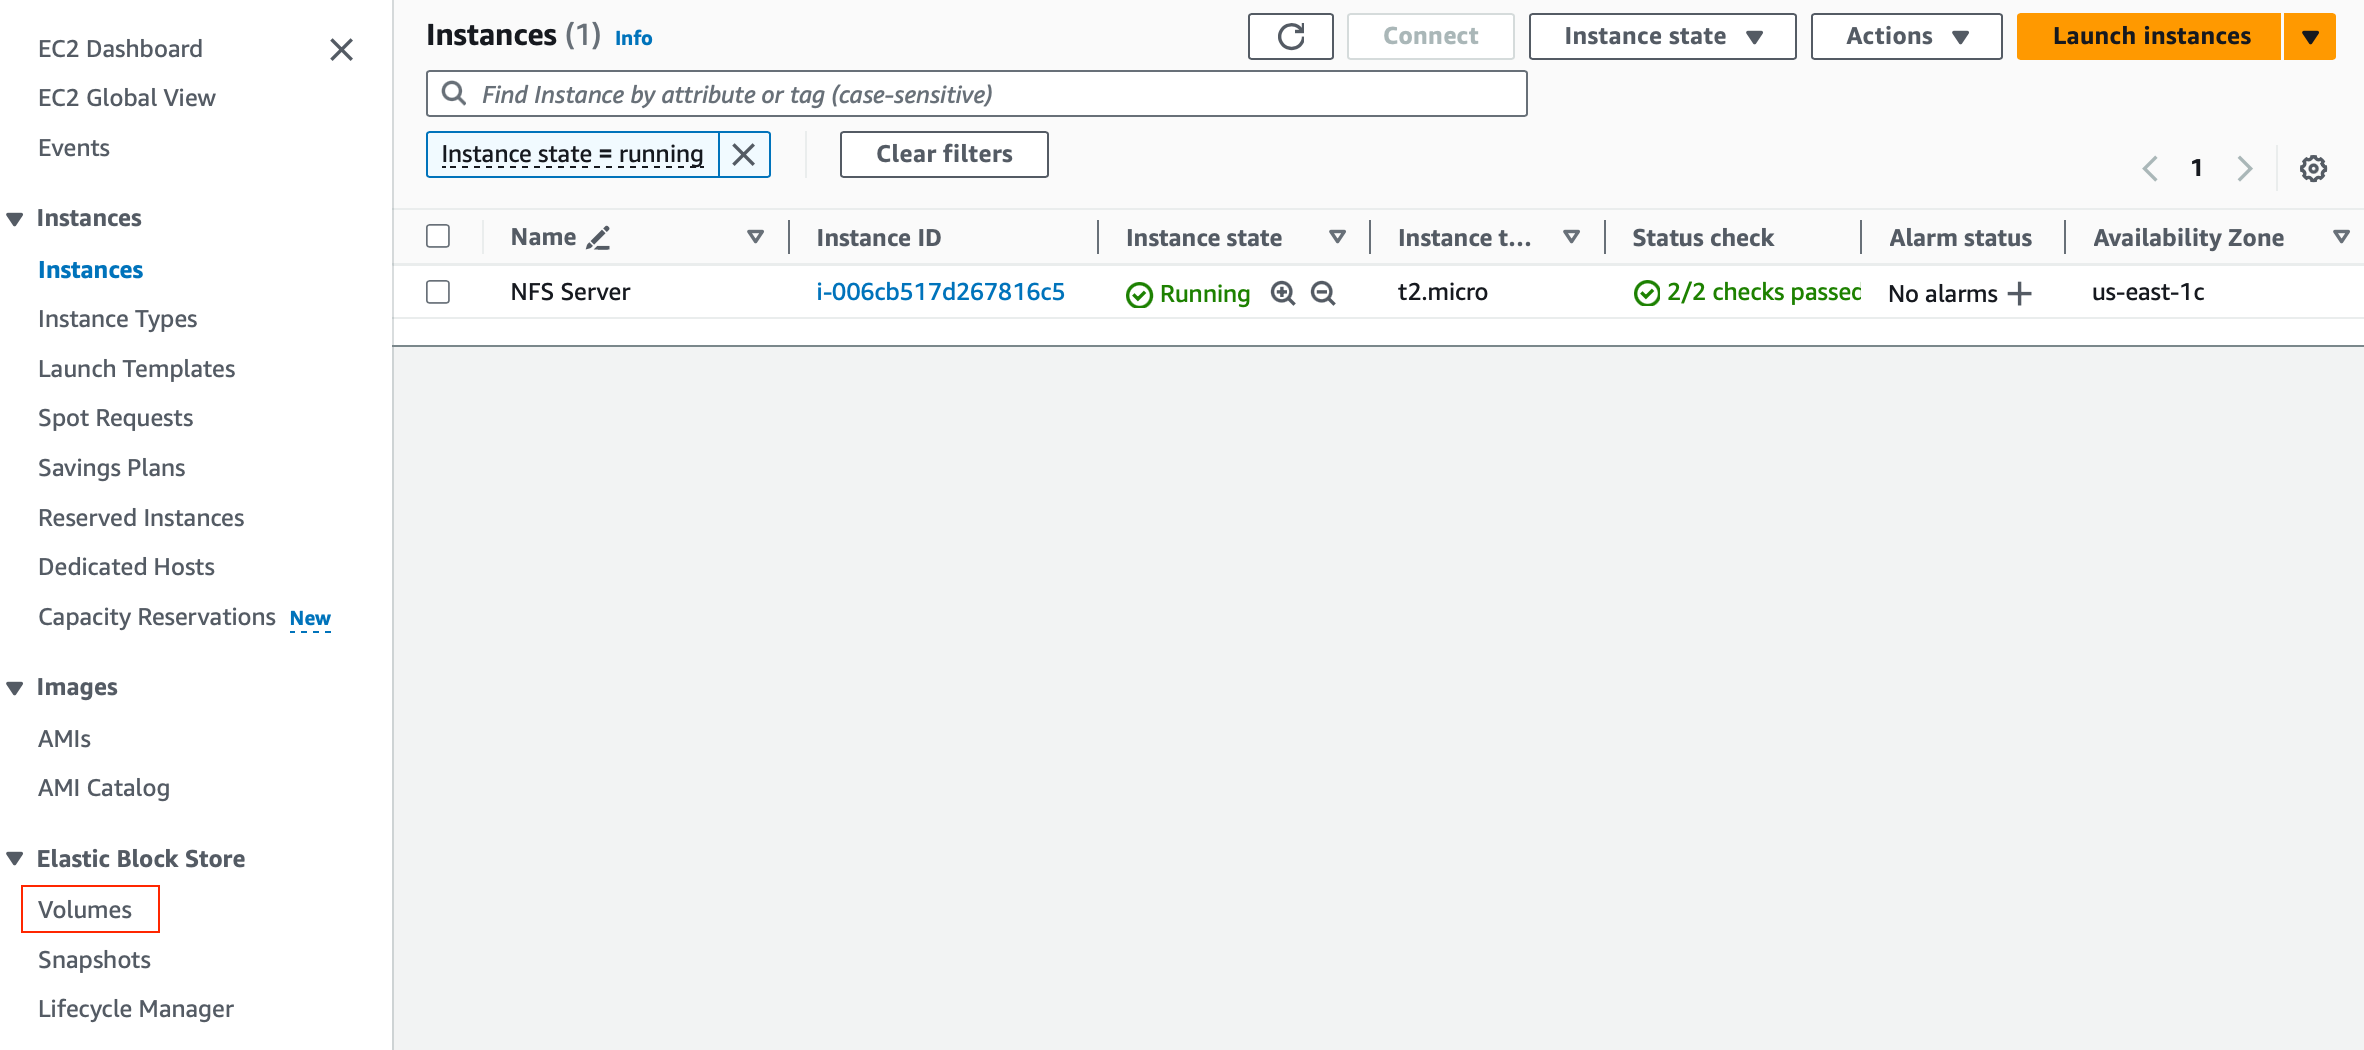 EC2 Dashboard
EC2 Global View
Events
Instances
Instances
Instance Types
Launch Templates
Spot Requests
Savings Plans
Reserved Instances
Dedicated Hosts
Capacity Reservations New
Images
AMIs
AMI Catalog
Elastic Block Store
Volumes
Snapshots
Lifecycle Manager
Instances (1) Info
Connect
Instance state
Actions
Launch instances
Find Instance by attribute or tag (case-sensitive)
Instance state = running
Clear filters
1
Name Instance ID Instance state Instance t... Status check Alarm status Availability Zone
NFS Server i-006cb517d267816c5 Running t2.micro 2/2 checks passed No alarms us-east-1c